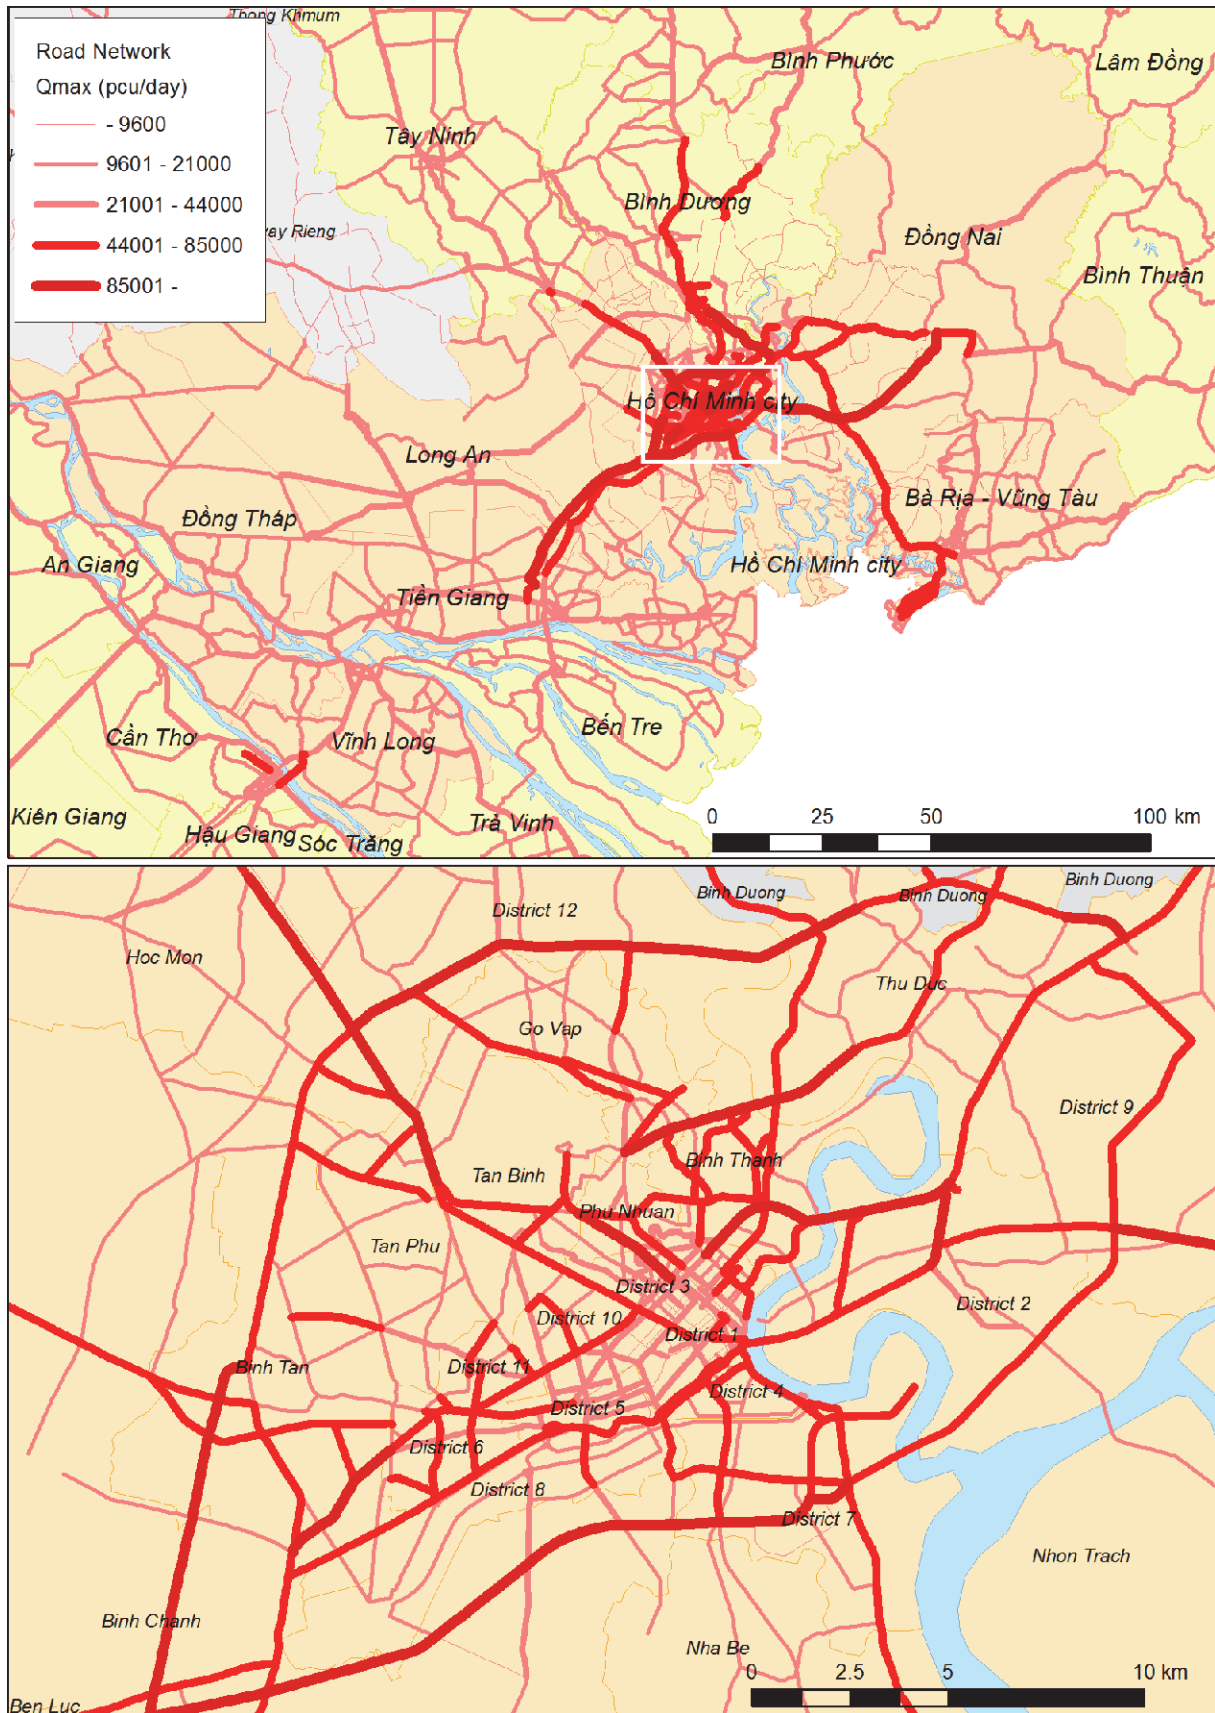 Thong Khmum
Road Network
Qmax (pcu/day)
- 9600
9601 - 21000
21001 - 44000
44001 - 85000
85001 -
vay Rieng
Bình Phước
Lâm Đồng
Tây Ninh
Bình Dương
Đồng Nai
Bình Thuận
Hồ Chí Minh city
Long An
Bà Rịa - Vũng Tàu
Đồng Tháp
An Giang
Hồ Chí Minh city
Tiền Giang
Cần Thơ
Vĩnh Long
Bến Tre
Kiên Giang
Hậu Giang
Sóc Trăng
Trà Vinh
0 25 50 100 km
District 12
Binh Duong
Binh Duong
Binh Duong
Hoc Mon
Thu Duc
Go Vap
District 9
Tan Binh
Binh Thanh
Phu Nhuan
Tan Phu
District 3
District 2
District 10
District 1
Binh Tan
District 11
District 4
District 5
District 6
District 8
District 7
Nhon Trach
Binh Chanh
Nha Be
Ben Luc
0 2.5 5 10 km